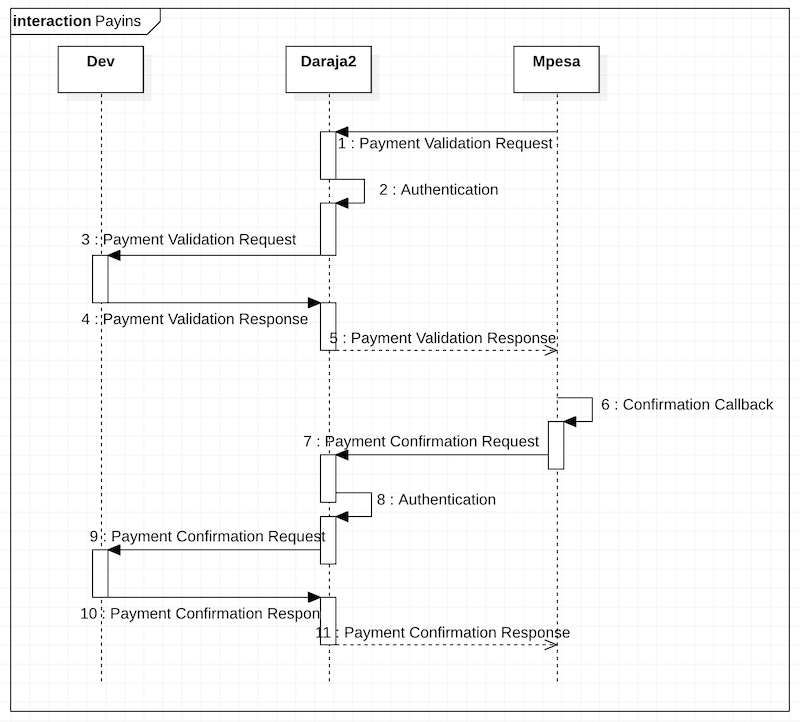 interaction Payins
Dev
Daraja2
Mpesa
1 : Payment Validation Request
2 : Authentication
3 : Payment Validation Request
4 : Payment Validation Response
5 : Payment Validation Response
6 : Confirmation Callback
7 : Payment Confirmation Request
8 : Authentication
9 : Payment Confirmation Request
10 : Payment Confirmation Respon
11 : Payment Confirmation Response